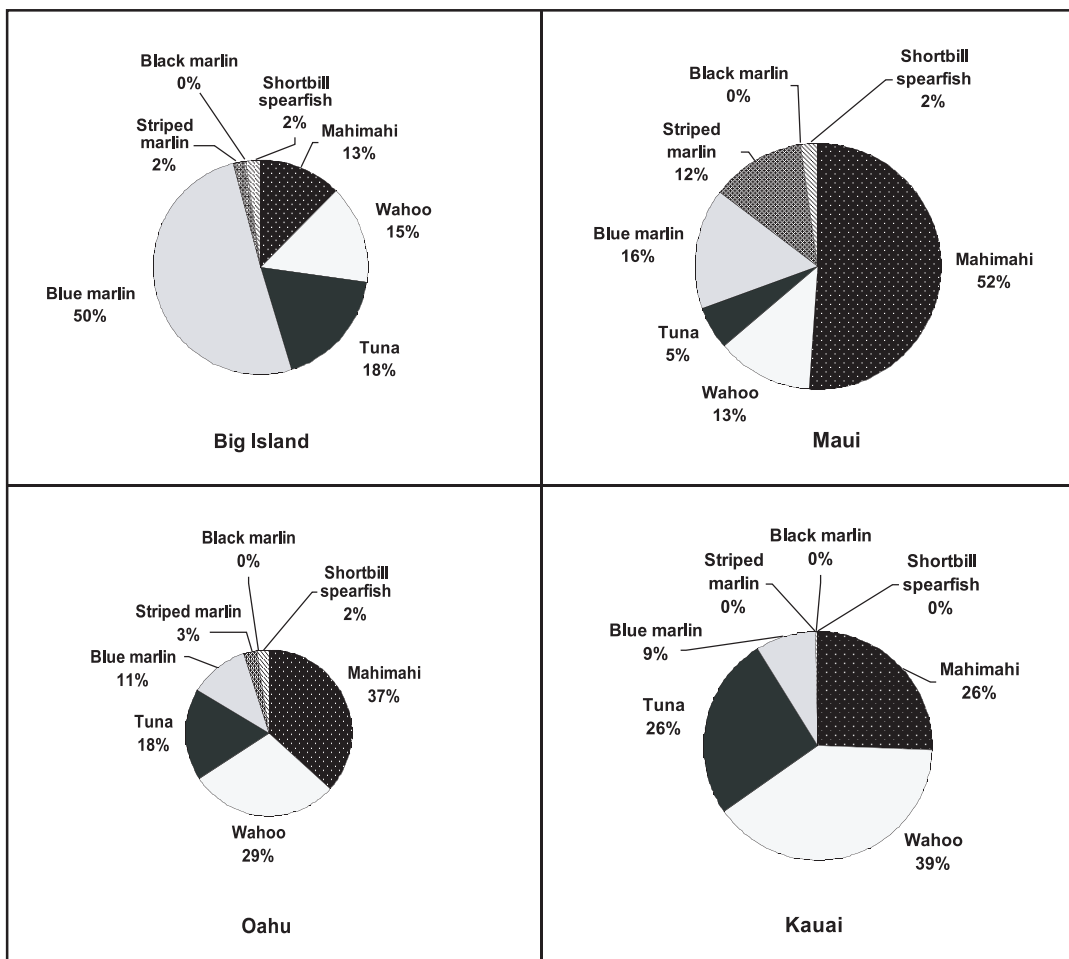 Black marlin
0%
Shortbill
spearfish
2%
Striped
marlin
2%
Mahimahi
13%
Wahoo
15%
Blue marlin
50%
Tuna
18%
Big Island
Shortbill
spearfish
2%
Black marlin
0%
Striped
marlin
12%
Blue marlin
16%
Mahimahi
52%
Tuna
5%
Wahoo
13%
Maui
Black marlin
0%
Shortbill
spearfish
2%
Striped marlin
3%
Blue marlin
11%
Mahimahi
37%
Tuna
18%
Wahoo
29%
Oahu
Black marlin
0%
Striped
marlin
0%
Shortbill
spearfish
0%
Blue marlin
9%
Mahimahi
26%
Tuna
26%
Wahoo
39%
Kauai